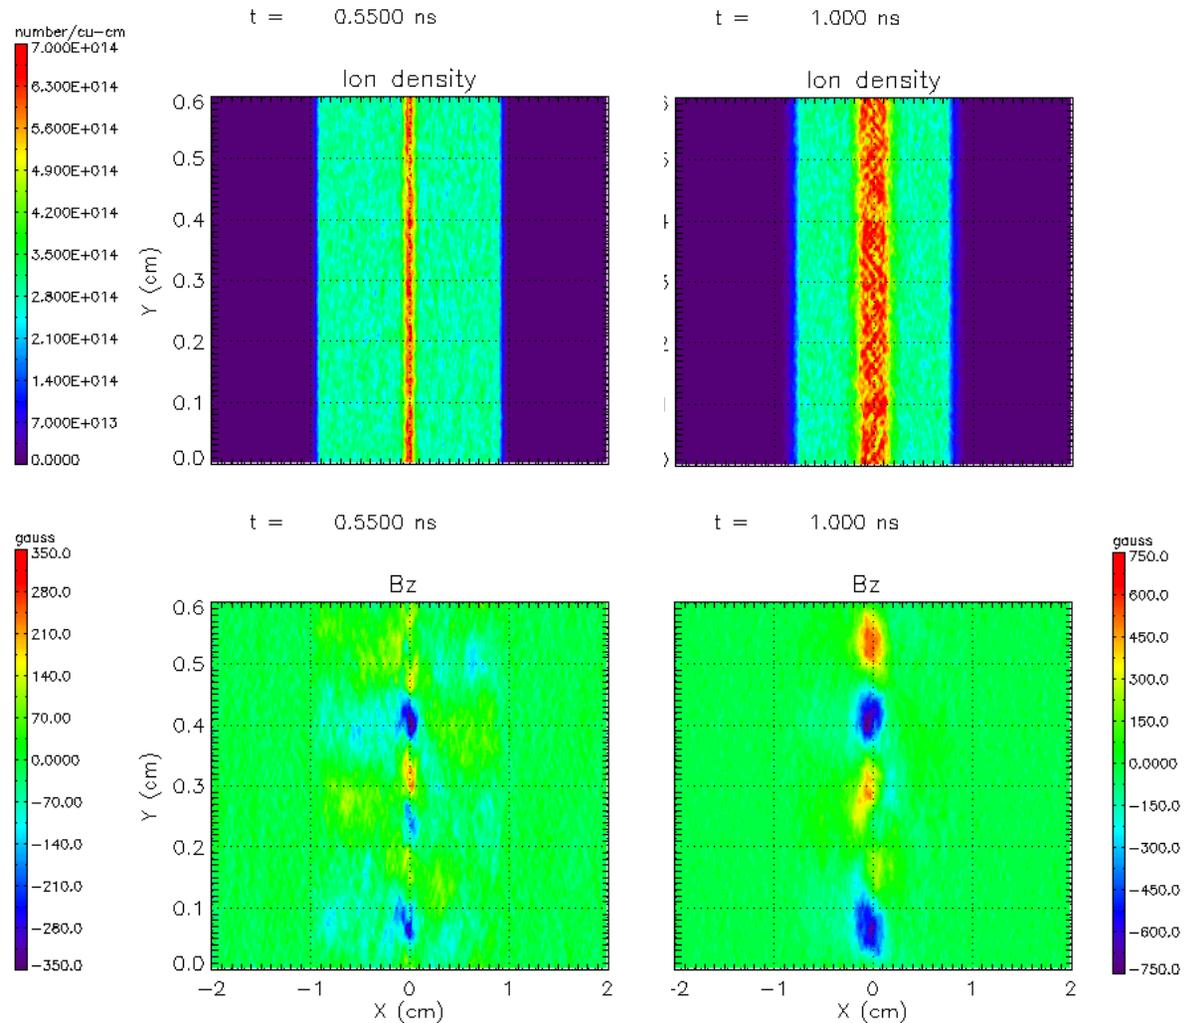 t = 0.5500 ns
t = 1.000 ns
number/cu-cm
Ion density
Ion density
7.000E+014
6.300E+014
5.600E+014
4.900E+014
4.200E+014
3.500E+014
2.800E+014
2.100E+014
1.400E+014
7.000E+013
0.0000
Y (cm)
0.6
0.5
0.4
0.3
0.2
0.1
0.0
t = 0.5500 ns
t = 1.000 ns
gauss
Bz
Bz
gauss
350.0
280.0
210.0
140.0
70.00
0.0000
-70.00
-140.0
-210.0
-280.0
-350.0
Y (cm)
0.6
0.5
0.4
0.3
0.2
0.1
0.0
750.0
600.0
450.0
300.0
150.0
0.0000
-150.0
-300.0
-450.0
-600.0
-750.0
-2 -1 0 1 2
X (cm)
-2 -1 0 1 2
X (cm)